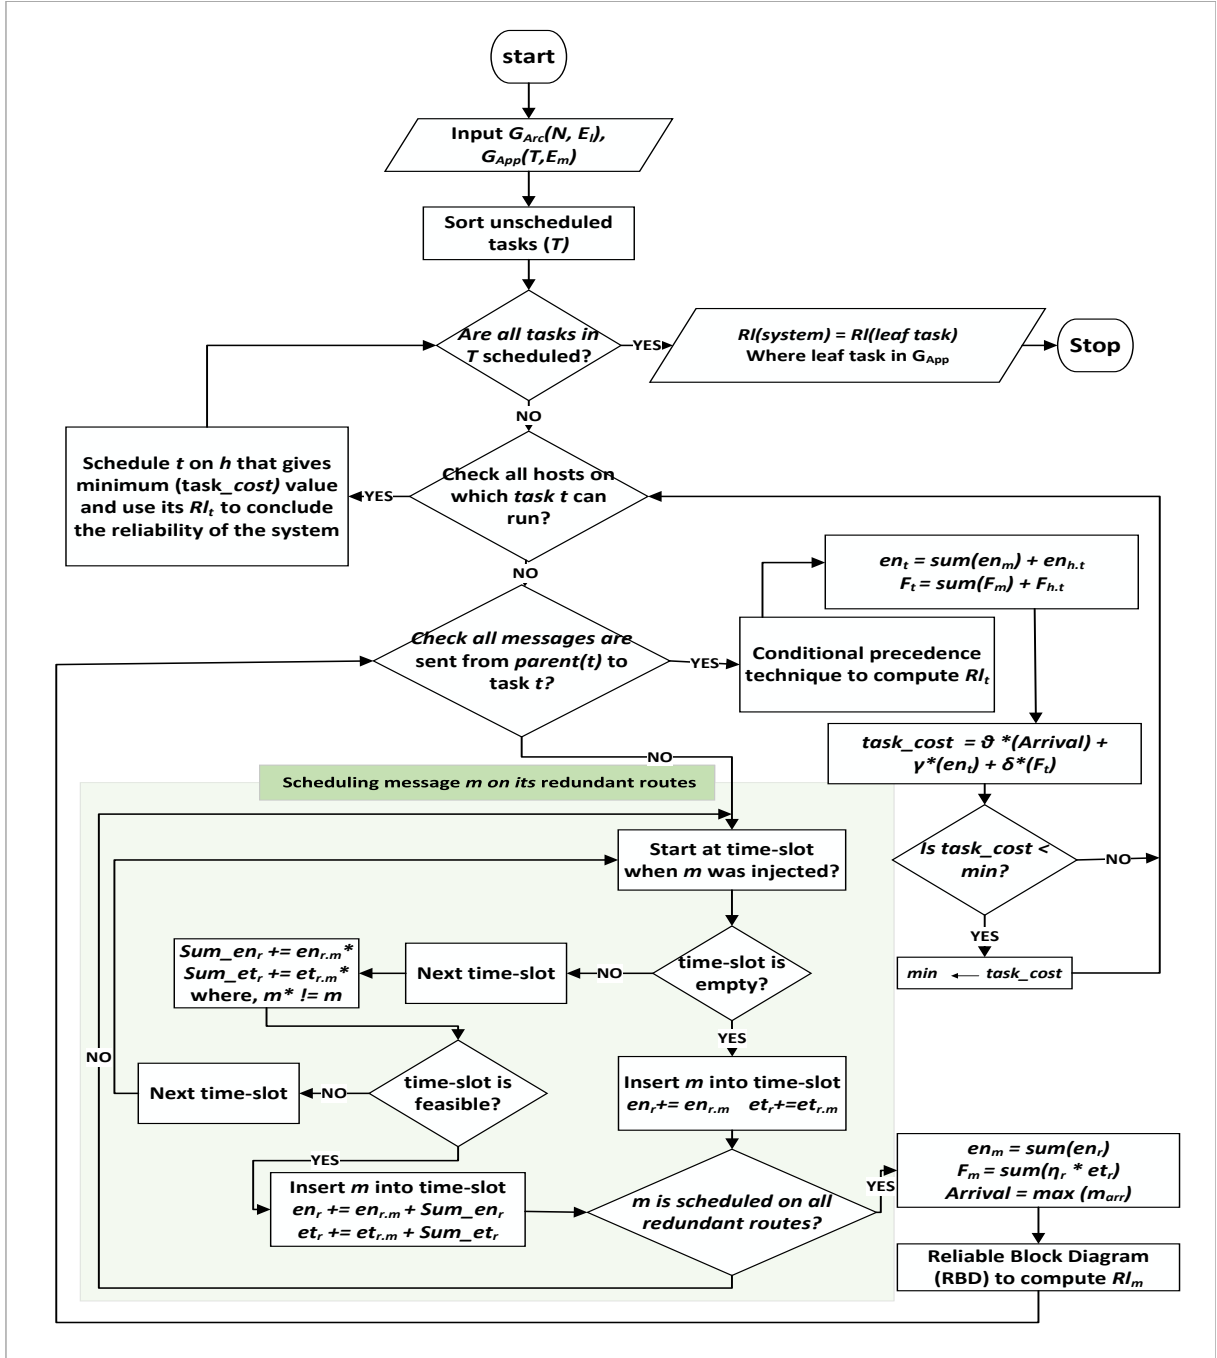 start
Input G_Arc(N, E_l),
G_App(T,E_m)
Sort unscheduled
tasks (T)
Are all tasks in
T scheduled?
YES
Rl(system) = Rl(leaf task)
Where leaf task in G_App
Stop
NO
Schedule t on h that gives
minimum (task_cost) value
and use its Rl_t to conclude
the reliability of the system
YES
Check all hosts on
which task t can
run?
NO
en_t = sum(en_m) + en_h.t
F_t = sum(F_m) + F_h.t
Check all messages are
sent from parent(t) to
task t?
YES
Conditional precedence
technique to compute Rl_t
task_cost = ϑ *(Arrival) +
γ*(en_t) + δ*(F_t)
NO
Scheduling message m on its redundant routes
Start at time-slot
when m was injected?
Is task_cost <
min?
NO
YES
min ← task_cost
time-slot is
empty?
NO
Next time-slot
Sum_en_r += en_r.m*
Sum_et_r += et_r.m*
where, m* != m
YES
NO
time-slot is
feasible?
NO
Next time-slot
Insert m into time-slot
en_r+= en_r.m et_r+=et_r.m
YES
Insert m into time-slot
en_r += en_r.m + Sum_en_r
et_r += et_r.m + Sum_et_r
m is scheduled on all
redundant routes?
YES
en_m = sum(en_r)
F_m = sum(η_r * et_r)
Arrival = max (m_arr)
Reliable Block Diagram
(RBD) to compute Rl_m